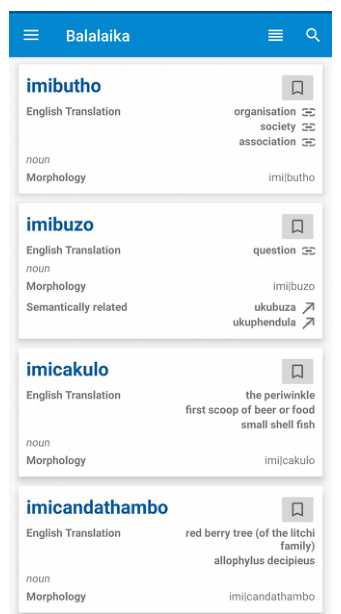 Balalaika
imibutho
English Translation organisation
society
association
noun
Morphology imi|butho
imibuzo
English Translation question
noun
Morphology imi|buzo
Semantically related ukubuza
ukuphendula
imicakulo
English Translation the periwinkle
first scoop of beer or food
small shell fish
noun
Morphology imi|cakulo
imicandathambo
English Translation red berry tree (of the litchi
family)
allophylus decipieus
noun
Morphology imi|candathambo